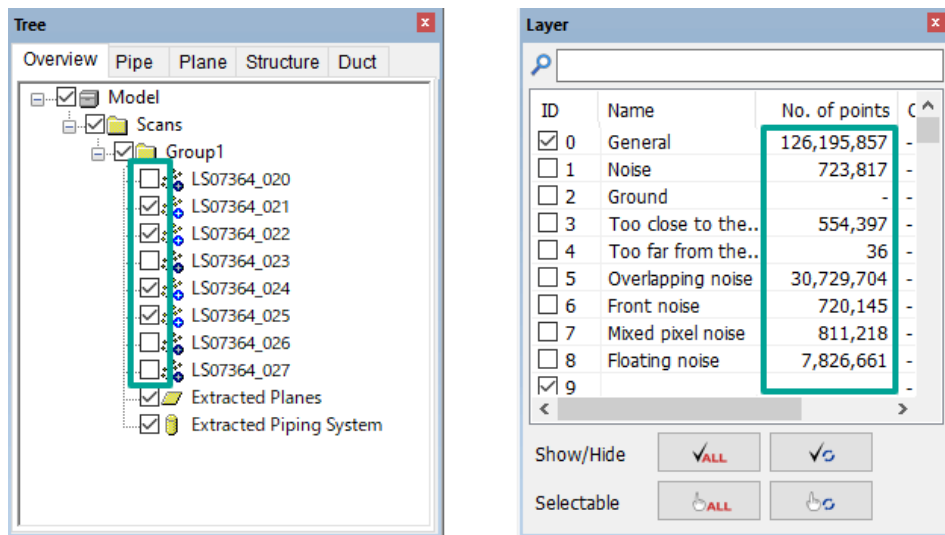 Tree
x
Overview Pipe Plane Structure Duct
Model
Scans
Group1
LS07364_020
LS07364_021
LS07364_022
LS07364_023
LS07364_024
LS07364_025
LS07364_026
LS07364_027
Extracted Planes
Extracted Piping System
Layer
x
ID Name No. of points
0 General 126,195,857 -
1 Noise 723,817 -
2 Ground - -
3 Too close to the.. 554,397 -
4 Too far from the.. 36 -
5 Overlapping noise 30,729,704 -
6 Front noise 720,145 -
7 Mixed pixel noise 811,218 -
8 Floating noise 7,826,661 -
9 -
Show/Hide ALL
Selectable ALL